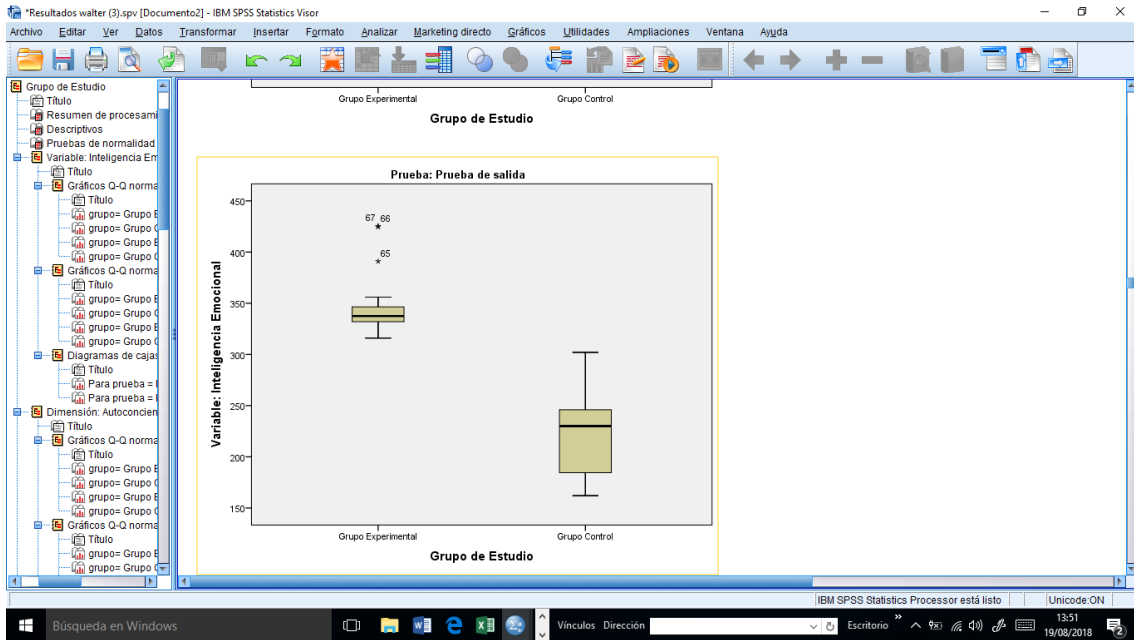 *Resultados walter (3).spv [Documento2] - IBM SPSS Statistics Visor
Archivo Editar Ver Datos Transformar Insertar Formato Analizar Marketing directo Gráficos Utilidades Ampliaciones Ventana Ayuda
Grupo de Estudio
Título
Resumen de procesami
Descriptivos
Pruebas de normalidad
Variable: Inteligencia Em
Título
Gráficos Q-Q norma
Título
grupo= Grupo E
grupo= Grupo C
grupo= Grupo E
grupo= Grupo C
Gráficos Q-Q norma
Título
grupo= Grupo E
grupo= Grupo C
grupo= Grupo E
grupo= Grupo C
Diagramas de cajas
Título
Para prueba = 
Para prueba = 
Dimensión: Autoconcien
Título
Gráficos Q-Q norma
Título
grupo= Grupo E
grupo= Grupo C
grupo= Grupo E
grupo= Grupo C
Gráficos Q-Q norma
Título
grupo= Grupo E
grupo= Grupo C
Grupo Experimental Grupo Control
Grupo de Estudio
Prueba: Prueba de salida
Variable: Inteligencia Emocional
450
400
350
300
250
200
150
67 66
65
Grupo Experimental Grupo Control
Grupo de Estudio
IBM SPSS Statistics Processor está listo Unicode:ON
Búsqueda en Windows
Vínculos Dirección
Escritorio
13:51
19/08/2018